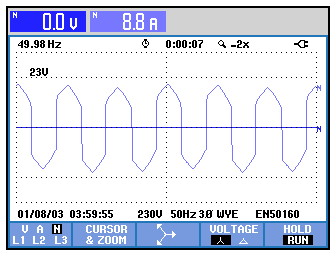 N 0.0 V N 8.8 A
49.98 Hz 0:00:07 -2x
23V
N
N
01/08/03 03:59:55 230V 50Hz 3Ø WYE EN50160
V A N CURSOR VOLTAGE HOLD
L1 L2 L3 & ZOOM RUN